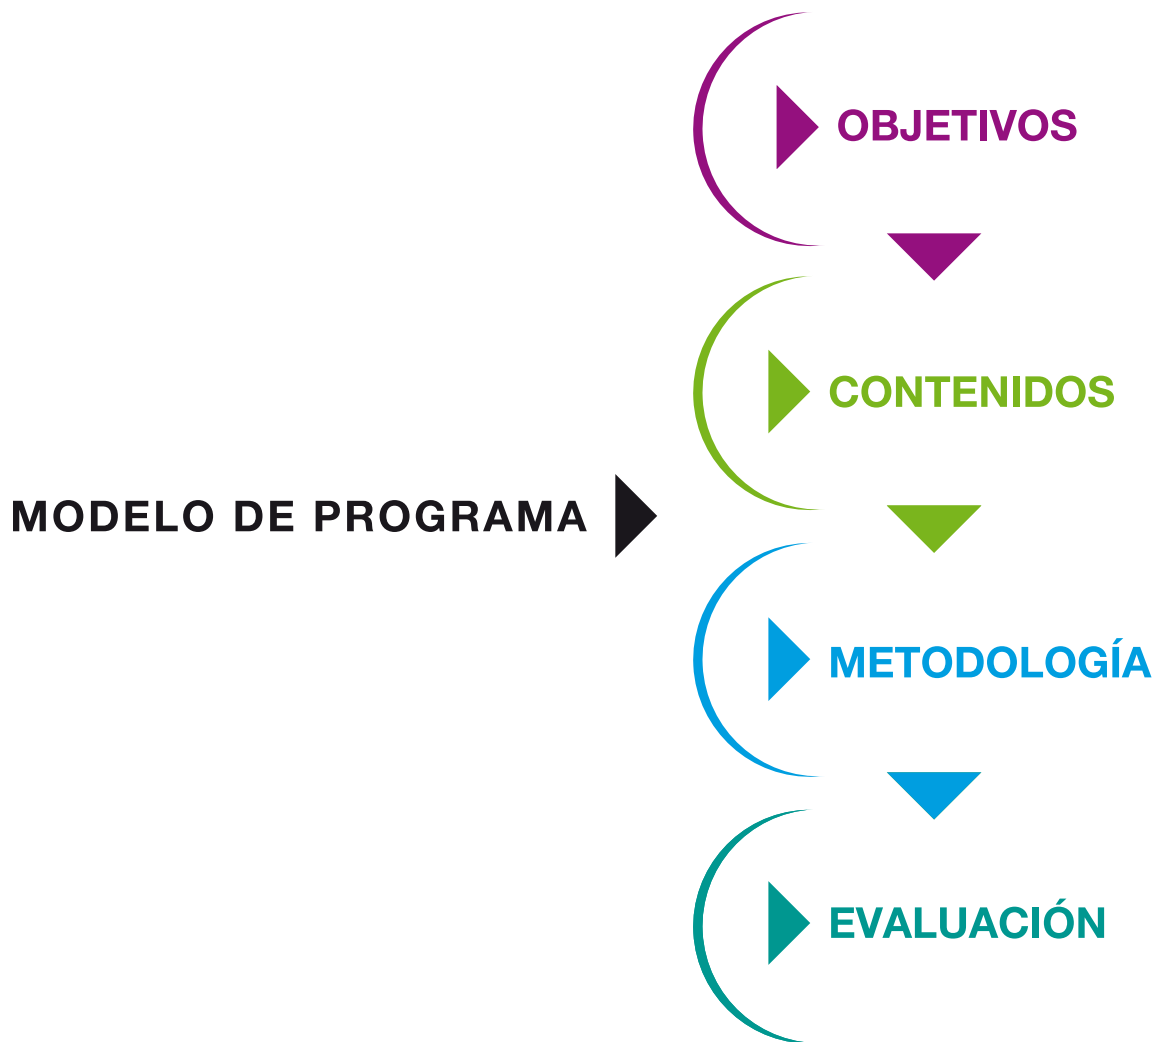 OBJETIVOS
CONTENIDOS
MODELO DE PROGRAMA
METODOLOGÍA
EVALUACIÓN